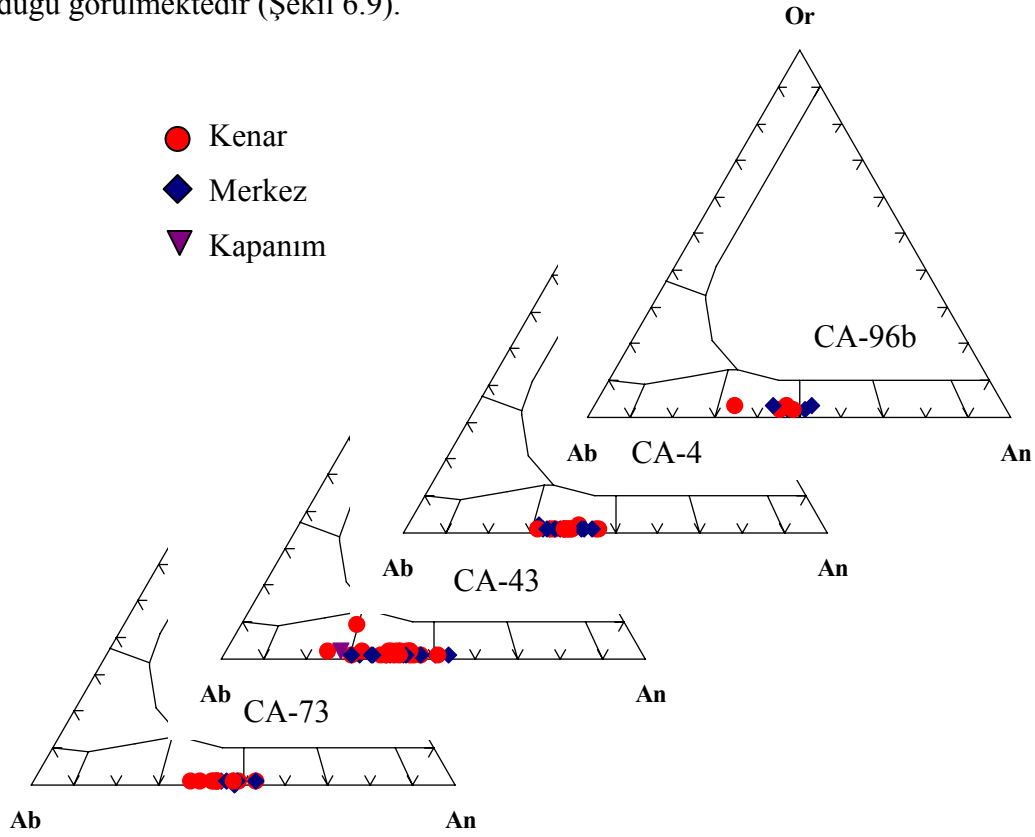 duğu görülmektedir (Şekil 6.9).
Or
Kenar
Merkez
Kapanım
CA-96b
Ab
CA-4
An
Ab
CA-43
An
Ab
CA-73
An
Ab
An